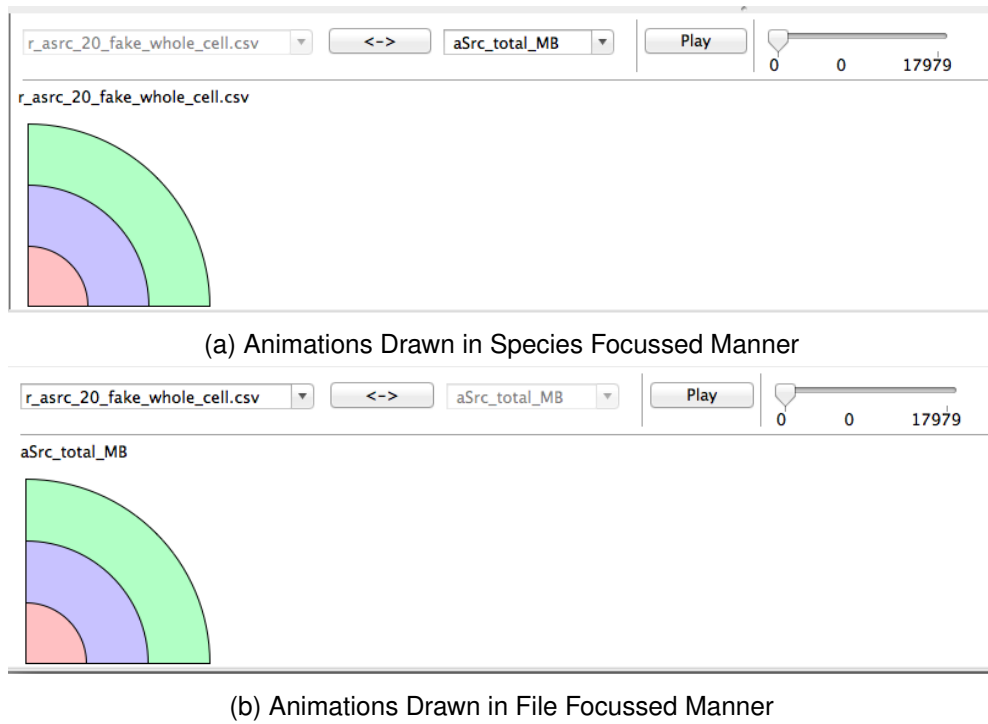 r_asrc_20_fake_whole_cell.csv <-> aSrc_total_MB Play
0 0 17979
r_asrc_20_fake_whole_cell.csv
(a) Animations Drawn in Species Focussed Manner
r_asrc_20_fake_whole_cell.csv <-> aSrc_total_MB Play
0 0 17979
aSrc_total_MB
(b) Animations Drawn in File Focussed Manner